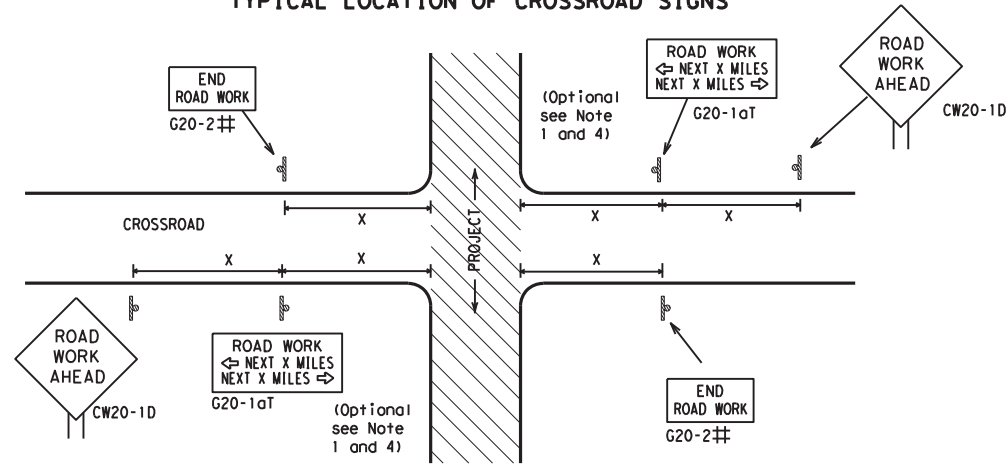 TYPICAL LOCATION OF CROSSROAD SIGNS
END
ROAD WORK
G20-2#
(Optional
see Note
1 and 4)
ROAD WORK
⇦ NEXT X MILES
NEXT X MILES ⇨
G20-1aT
ROAD
WORK
AHEAD
CW20-1D
CROSSROAD
X
X
X
PROJECT
X
X
X
ROAD
WORK
AHEAD
CW20-1D
ROAD WORK
⇦ NEXT X MILES
NEXT X MILES ⇨
G20-1aT
(Optional
see Note
1 and 4)
END
ROAD WORK
G20-2#